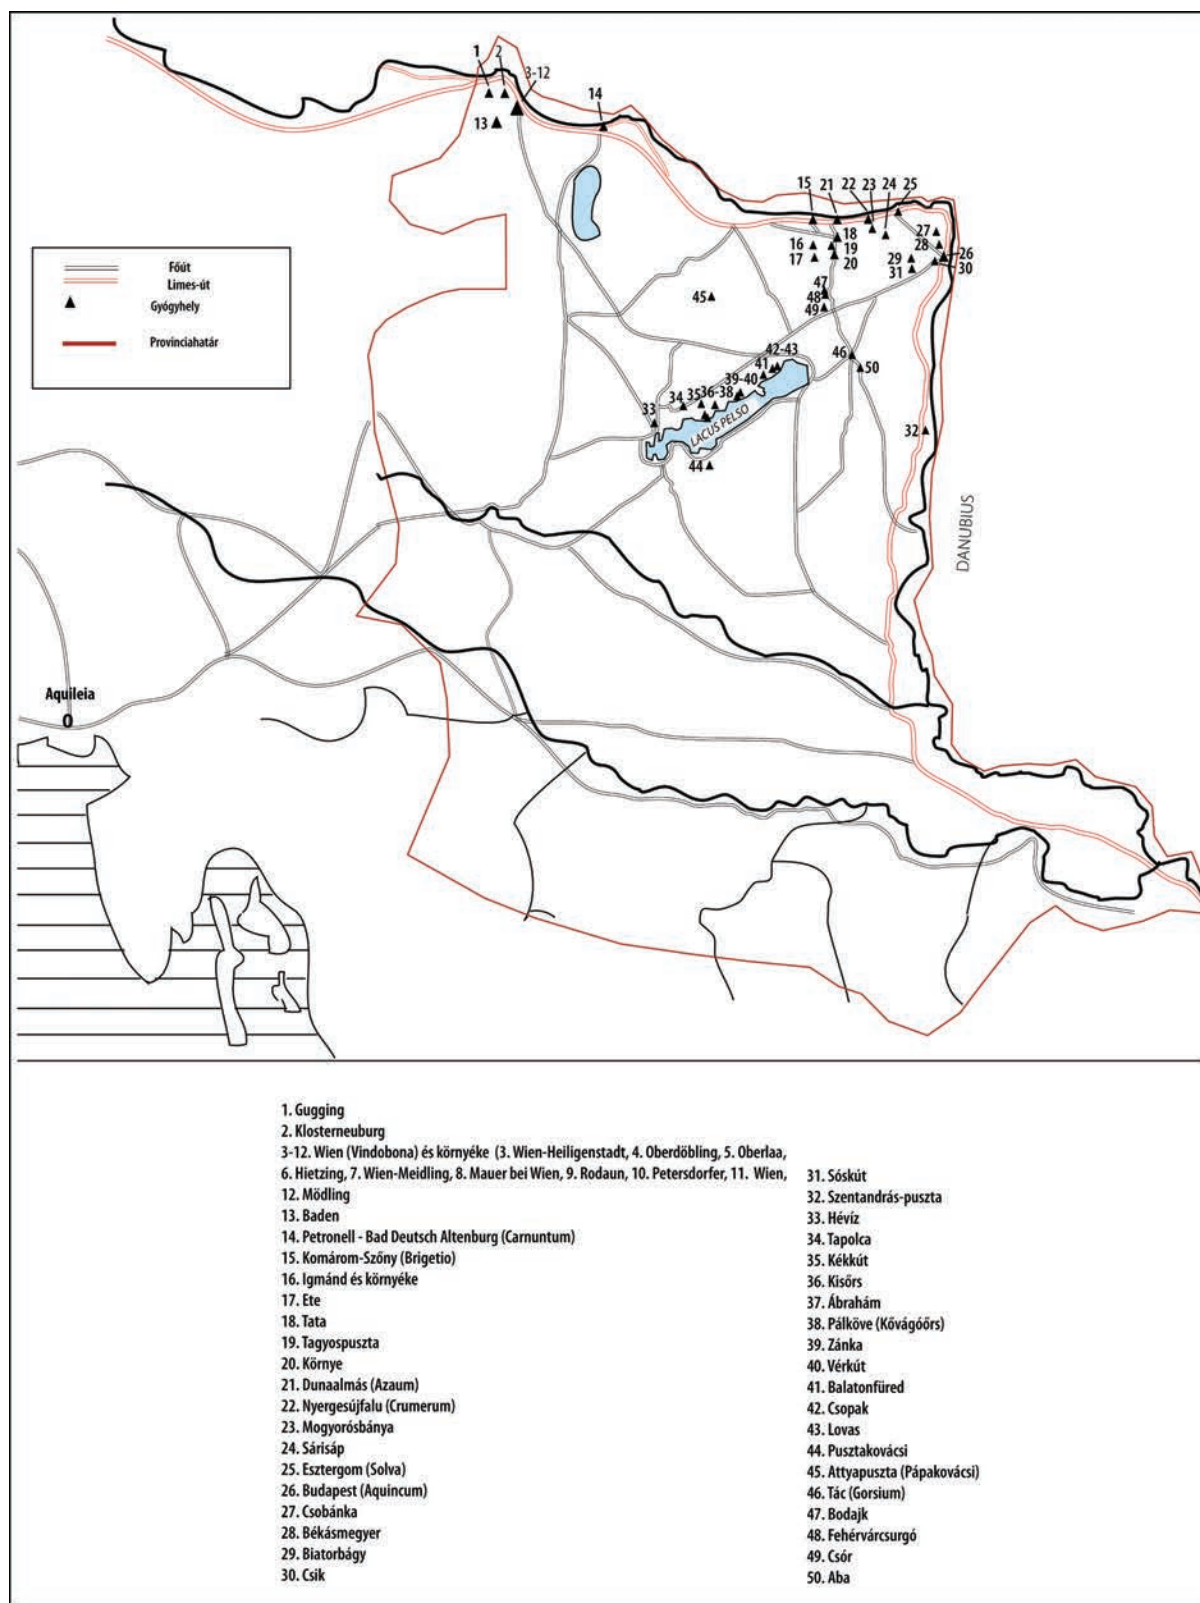 1
2
3-12
13
14
15
21
22
23
24
25
16
17
18
19
20
27
28
26
29
31
30
Főút
Limes-út
Gyógyhely
Provinciahatár
45
47
48
49
42-43
41
46
50
39-40
36-38
35
34
33
32
LACUS PELSO
44
DANUBIUS
Aquileia
1. Gugging
2. Klosterneuburg
3-12. Wien (Vindobona) és környéke (3. Wien-Heiligenstadt, 4. Oberdöbling, 5. Oberlaa,
6. Hietzing, 7. Wien-Meidling, 8. Mauer bei Wien, 9. Rodaun, 10. Petersdorfer, 11. Wien,
12. Mödling
13. Baden
14. Petronell - Bad Deutsch Altenburg (Carnuntum)
15. Komárom-Szőny (Brigetio)
16. Igmánd és környéke
17. Ete
18. Tata
19. Tagyospuszta
20. Környe
21. Dunaalmás (Azaum)
22. Nyergesújfalu (Crumerum)
23. Mogyorósbánya
24. Sárisáp
25. Esztergom (Solva)
26. Budapest (Aquincum)
27. Csobánka
28. Békásmegyer
29. Biatorbágy
30. Csik
31. Sóskút
32. Szentandrás-puszta
33. Hévíz
34. Tapolca
35. Kékkút
36. Kisőrs
37. Ábrahám
38. Pálköve (Kővágóőrs)
39. Zánka
40. Vérkút
41. Balatonfüred
42. Csopak
43. Lovas
44. Pusztakovácsi
45. Attyapuszta (Pápakovácsi)
46. Tác (Gorsium)
47. Bodajk
48. Fehérvárcsurgó
49. Csór
50. Aba